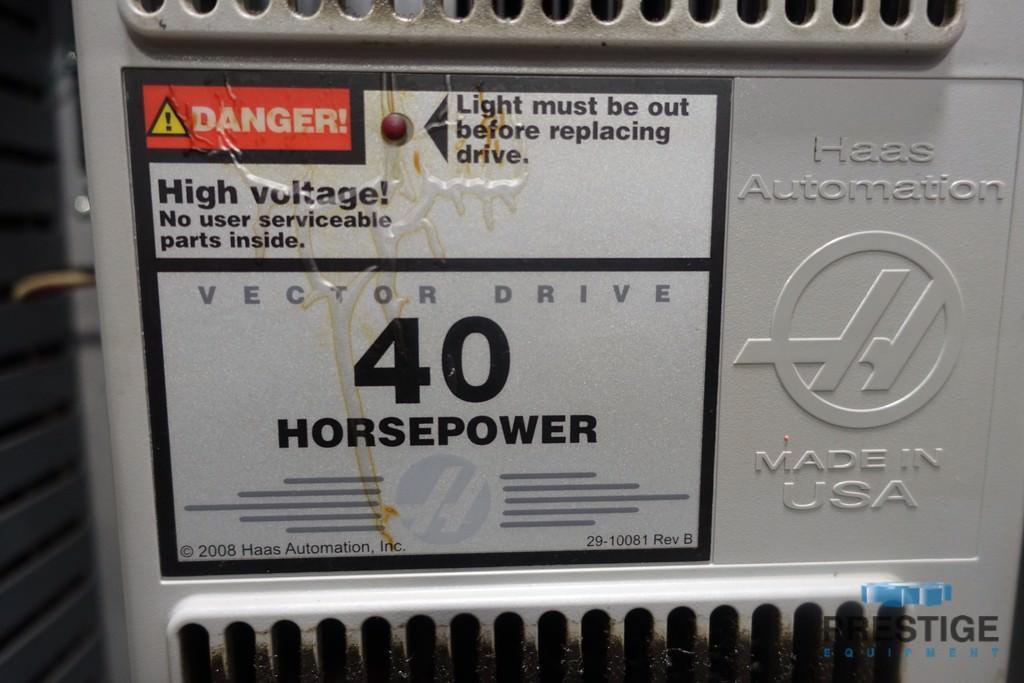 DANGER!
Light must be out
before replacing
drive.
High voltage!
No user serviceable
parts inside.
VECTOR DRIVE
40
HORSEPOWER
© 2008 Haas Automation, Inc.
29-10081 Rev B
Haas
Automation
MADE IN
USA
PRESTIGE
EQUIPMENT